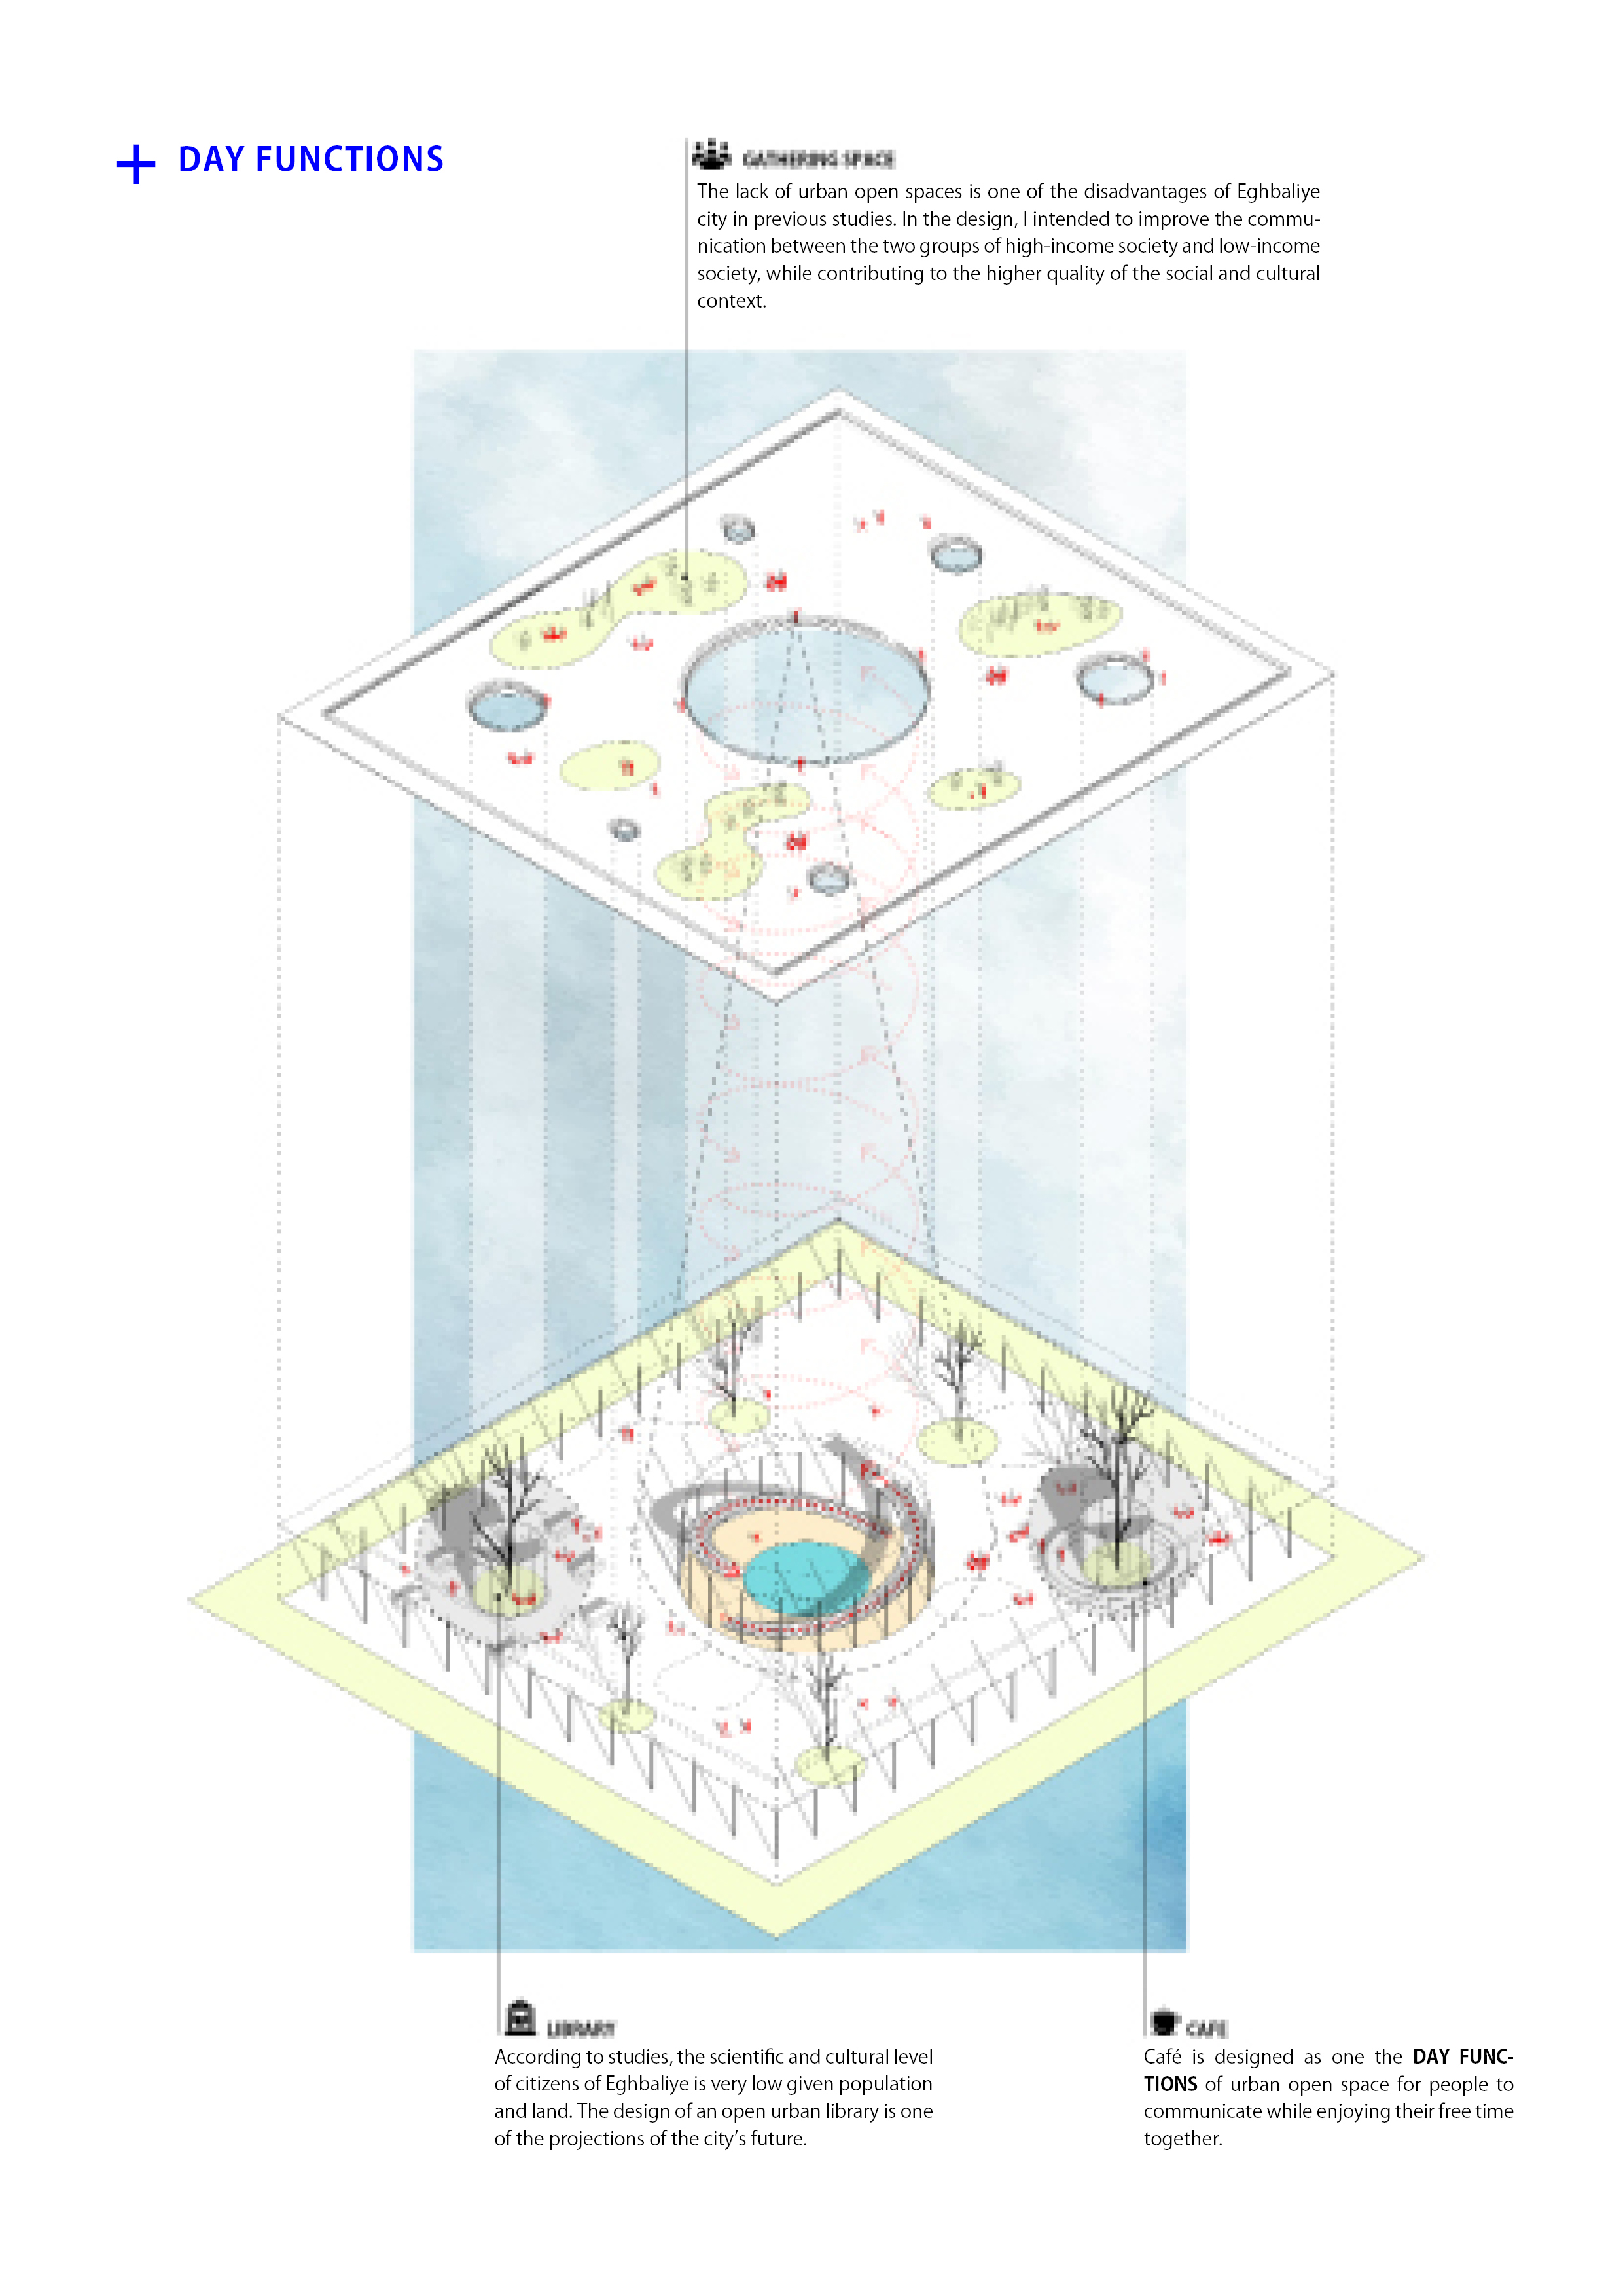 DAY FUNCTIONS
GATHERING SPACE
The lack of urban open spaces is one of the disadvantages of Eghbaliye
city in previous studies. In the design, I intended to improve the commu-
nication between the two groups of high-income society and low-income
society, while contributing to the higher quality of the social and cultural
context.
LIBRARY
According to studies, the scientific and cultural level
of citizens of Eghbaliye is very low given population
and land. The design of an open urban library is one
of the projections of the city’s future.
CAFE
Café is designed as one the DAY FUNC-
TIONS of urban open space for people to
communicate while enjoying their free time
together.